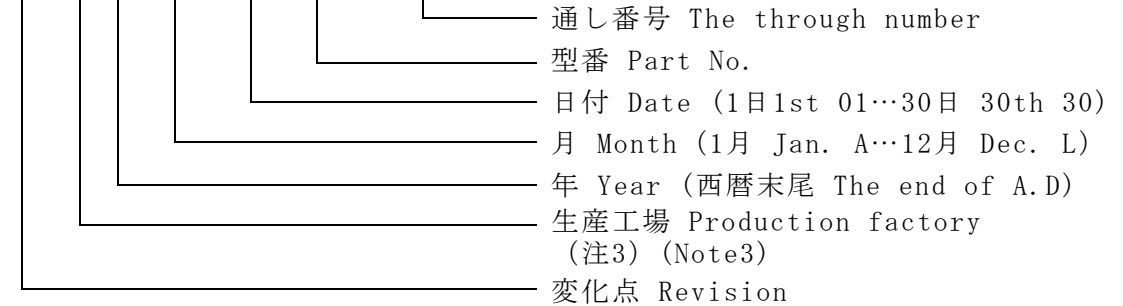 通し番号 The through number
型番 Part No.
日付 Date (1日1st 01…30日 30th 30)
月 Month (1月 Jan. A…12月 Dec. L)
年 Year (西暦末尾 The end of A.D)
生産工場 Production factory
(注3) (Note3)
変化点 Revision